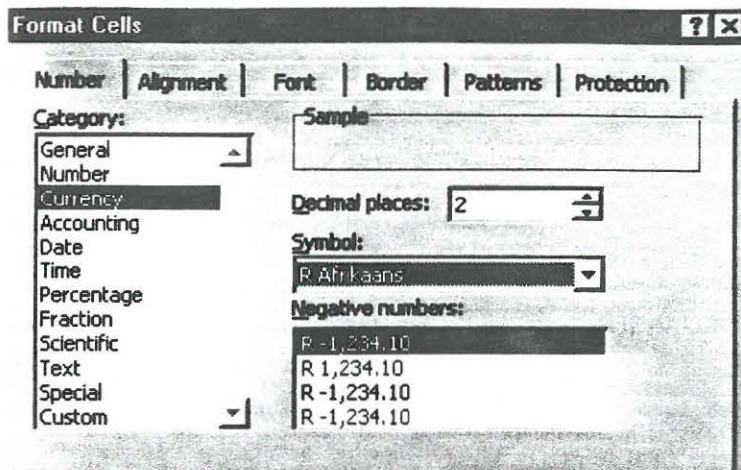 Format Cells
Number
Alignment
Font
Border
Patterns
Protection
Category:
General
Number
Currency
Accounting
Date
Time
Percentage
Fraction
Scientific
Text
Special
Custom
Sample
Decimal places: 2
Symbol:
R Afrikaans
Negative numbers:
R -1,234.10
R 1,234.10
R -1,234.10
R -1,234.10